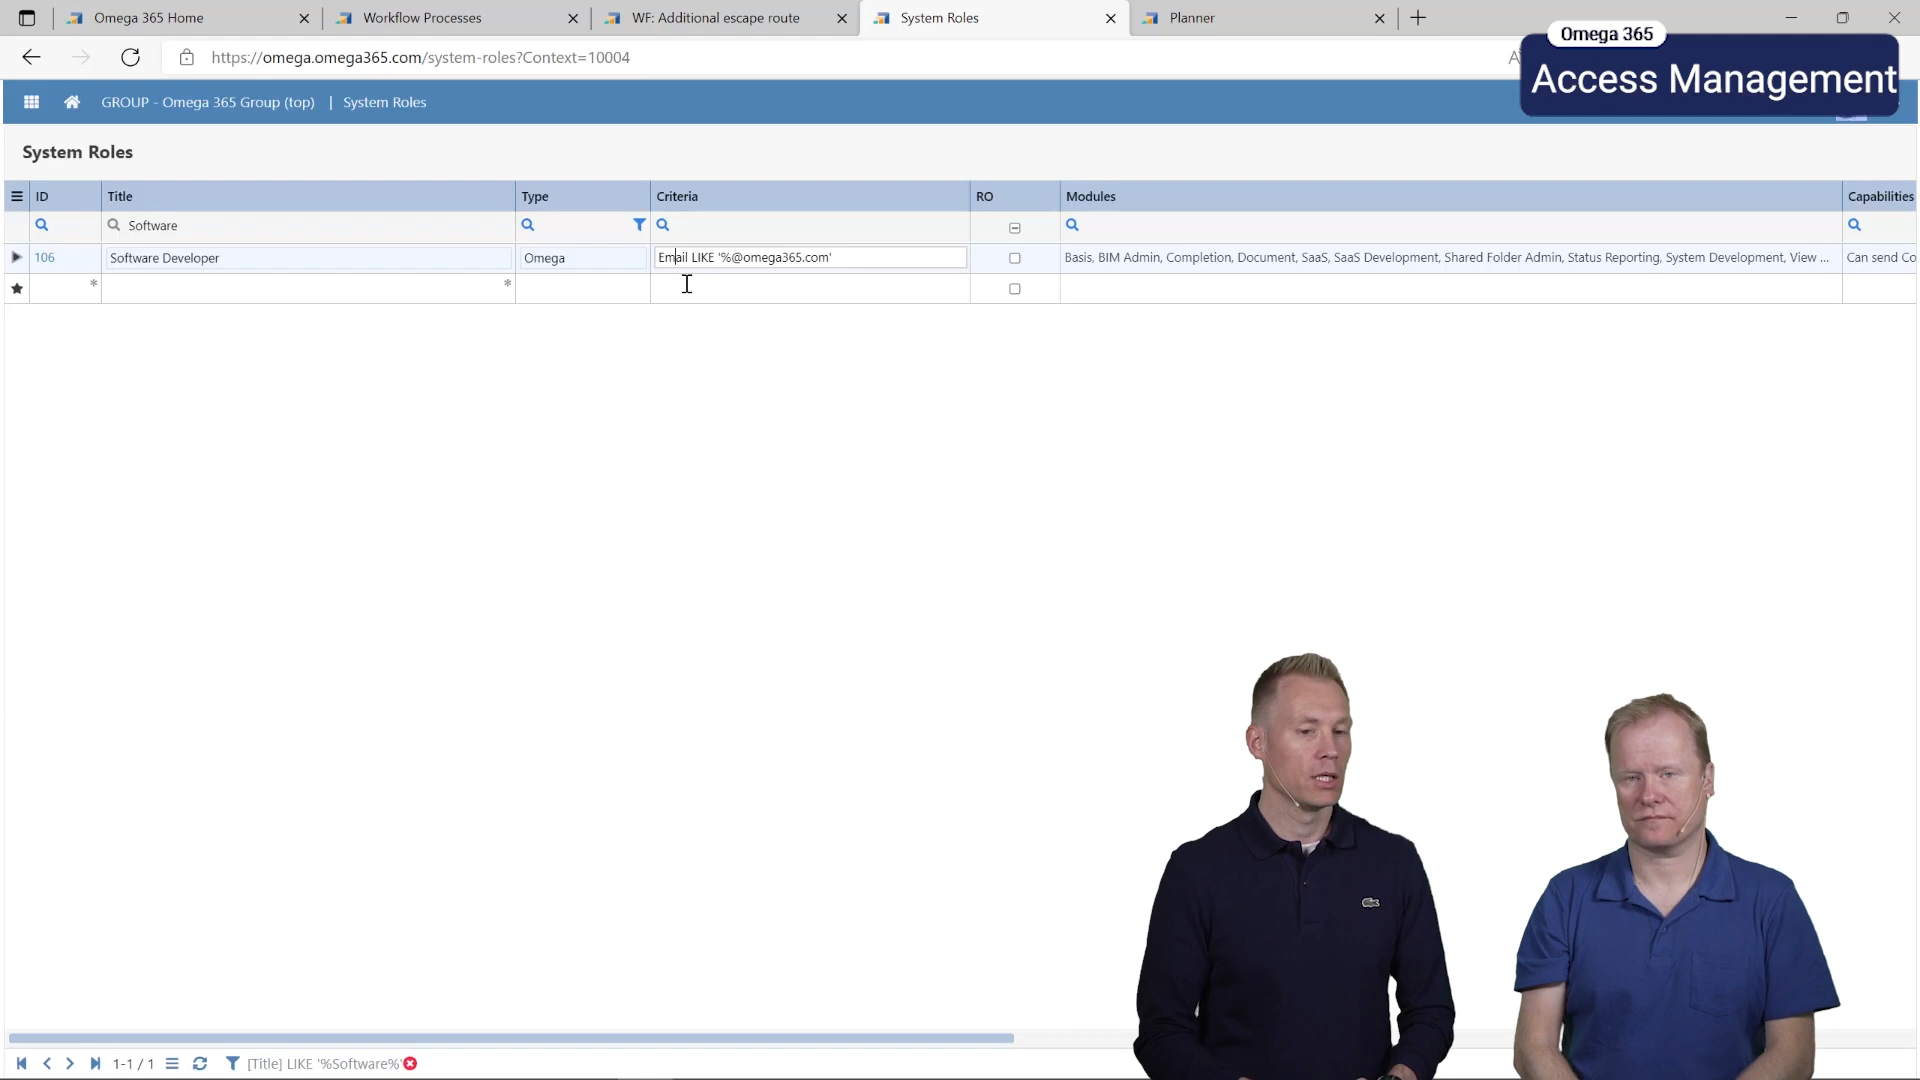 Omega 365 Home
Workflow Processes
WF: Additional escape route
System Roles
Planner
https://omega.omega365.com/system-roles?Context=10004
Omega 365
Access Management
GROUP - Omega 365 Group (top) | System Roles
System Roles
ID Title Type Criteria RO Modules Capabilities
Software
106 Software Developer Omega Email LIKE '%@omega365.com' Basis, BIM Admin, Completion, Document, SaaS, SaaS Development, Shared Folder Admin, Status Reporting, System Development, View ... Can send Co
* *
1-1 / 1 [Title] LIKE '%Software%'